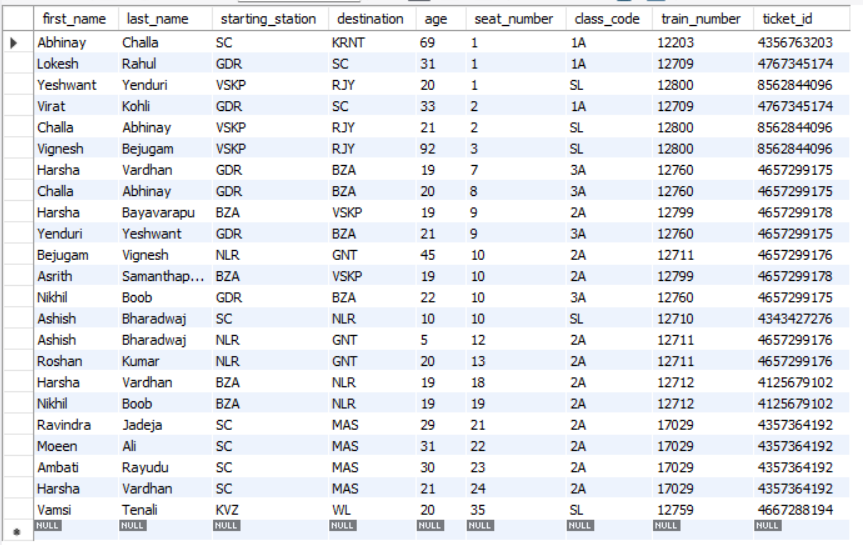 first_name last_name starting_station destination age seat_number class_code train_number ticket_id
Abhinay Challa SC KRNT 69 1 1A 12203 4356763203
Lokesh Rahul GDR SC 31 1 1A 12709 4767345174
Yeshwant Yenduri VSKP RJY 20 1 SL 12800 8562844096
Virat Kohli GDR SC 33 2 1A 12709 4767345174
Challa Abhinay VSKP RJY 21 2 SL 12800 8562844096
Vignesh Bejugam VSKP RJY 92 3 SL 12800 8562844096
Harsha Vardhan GDR BZA 19 7 3A 12760 4657299175
Challa Abhinay GDR BZA 20 8 3A 12760 4657299175
Harsha Bayavarapu BZA VSKP 19 9 2A 12799 4657299178
Yenduri Yeshwant GDR BZA 21 9 3A 12760 4657299175
Bejugam Vignesh NLR GNT 45 10 2A 12711 4657299176
Asrith Samanthap... BZA VSKP 19 10 2A 12799 4657299178
Nikhil Boob GDR BZA 22 10 3A 12760 4657299175
Ashish Bharadwaj SC NLR 10 10 SL 12710 4343427276
Ashish Bharadwaj NLR GNT 5 12 2A 12711 4657299176
Roshan Kumar NLR GNT 20 13 2A 12711 4657299176
Harsha Vardhan BZA NLR 19 18 2A 12712 4125679102
Nikhil Boob BZA NLR 19 19 2A 12712 4125679102
Ravindra Jadeja SC MAS 29 21 2A 17029 4357364192
Moeen Ali SC MAS 31 22 2A 17029 4357364192
Ambati Rayudu SC MAS 30 23 2A 17029 4357364192
Harsha Vardhan SC MAS 21 24 2A 17029 4357364192
Vamsi Tenali KVZ WL 20 35 SL 12759 4667288194
NULL NULL NULL NULL NULL NULL NULL NULL NULL